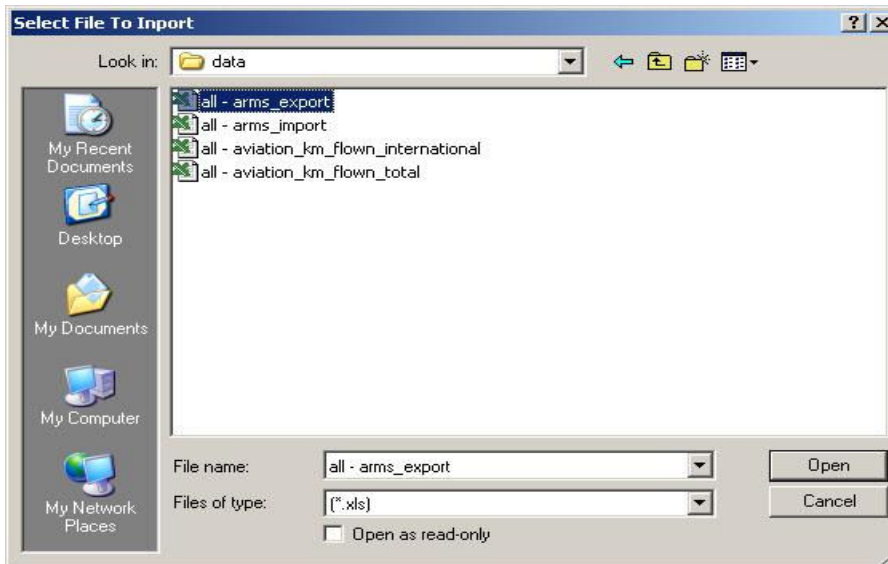 Select File To Inport
Look in: data
all - arms_export
all - arms_import
all - aviation_km_flown_international
all - aviation_km_flown_total
My Recent
Documents
Desktop
My Documents
My Computer
My Network
Places
File name: all - arms_export Open
Files of type: (*.xls) Cancel
Open as read-only